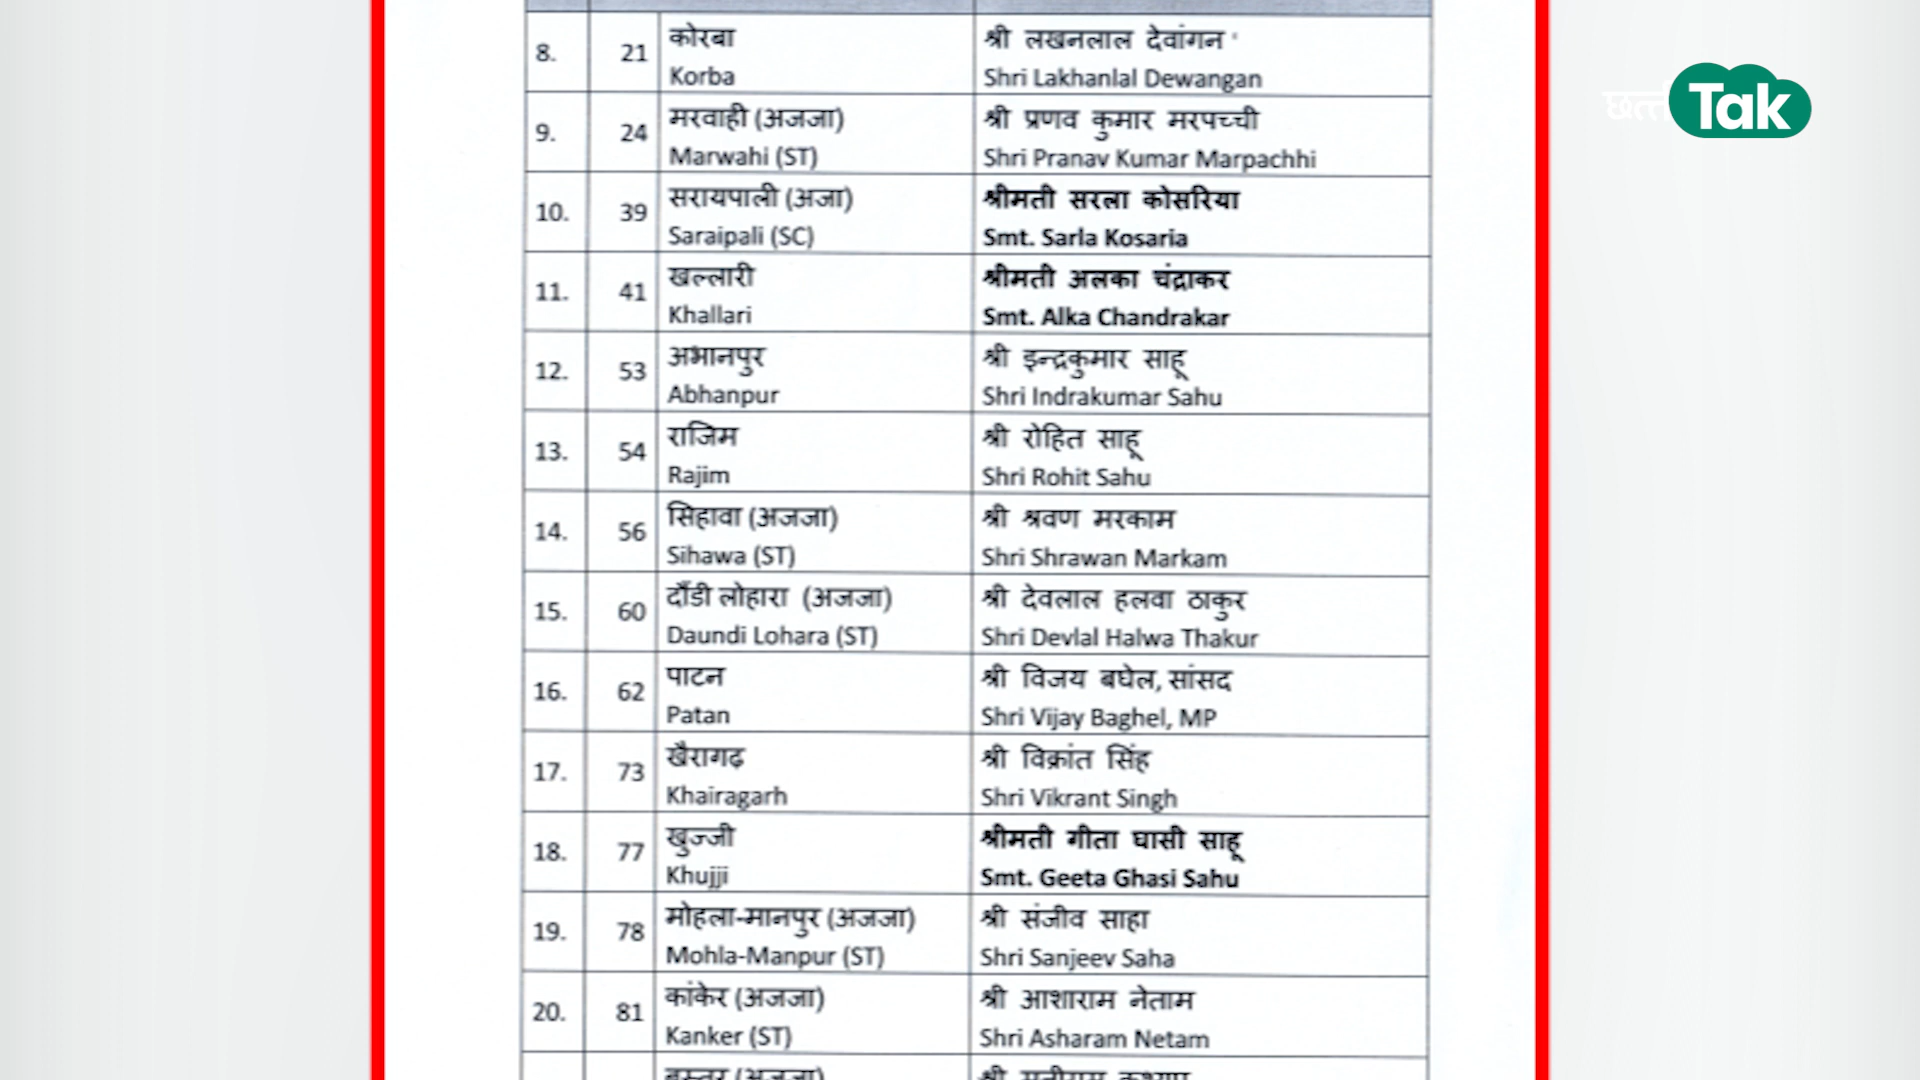 8. 21 कोरबा श्री लखनलाल देवांगन
Korba Shri Lakhanlal Dewangan
9. 24 मरवाही (अजजा) श्री प्रणव कुमार मरपच्ची
Marwahi (ST) Shri Pranav Kumar Marpachhi
10. 39 सरायपाली (अजा) श्रीमती सरला कोसरिया
Saraipali (SC) Smt. Sarla Kosaria
11. 41 खल्लारी श्रीमती अलका चंद्राकर
Khallari Smt. Alka Chandrakar
12. 53 अभानपुर श्री इन्द्रकुमार साहू
Abhanpur Shri Indrakumar Sahu
13. 54 राजिम श्री रोहित साहू
Rajim Shri Rohit Sahu
14. 56 सिहावा (अजजा) श्री श्रवण मरकाम
Sihawa (ST) Shri Shrawan Markam
15. 60 दौंडी लोहारा (अजजा) श्री देवलाल हलवा ठाकुर
Daundi Lohara (ST) Shri Devlal Halwa Thakur
16. 62 पाटन श्री विजय बघेल, सांसद
Patan Shri Vijay Baghel, MP
17. 73 खैरागढ़ श्री विक्रांत सिंह
Khairagarh Shri Vikrant Singh
18. 77 खुज्जी श्रीमती गीता घासी साहू
Khujji Smt. Geeta Ghasi Sahu
19. 78 मोहला-मानपुर (अजजा) श्री संजीव साहा
Mohla-Manpur (ST) Shri Sanjeev Saha
20. 81 कांकेर (अजजा) श्री आशाराम नेताम
Kanker (ST) Shri Asharam Netam
Tak